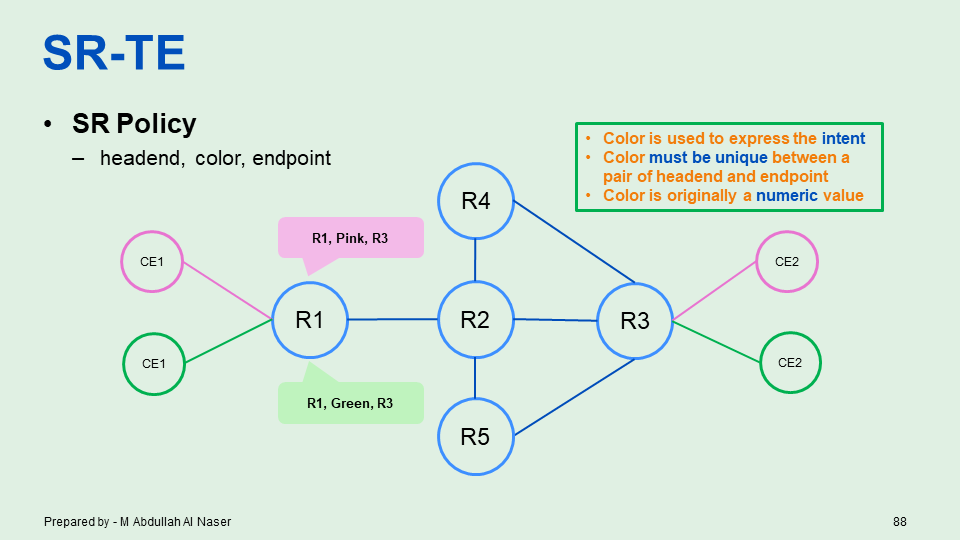 SR-TE
• SR Policy
– headend, color, endpoint
• Color is used to express the intent
• Color must be unique between a
pair of headend and endpoint
• Color is originally a numeric value
R4
R1, Pink, R3
CE1
CE2
R1
R2
R3
CE1
CE2
R1, Green, R3
R5
Prepared by - M Abdullah Al Naser
88